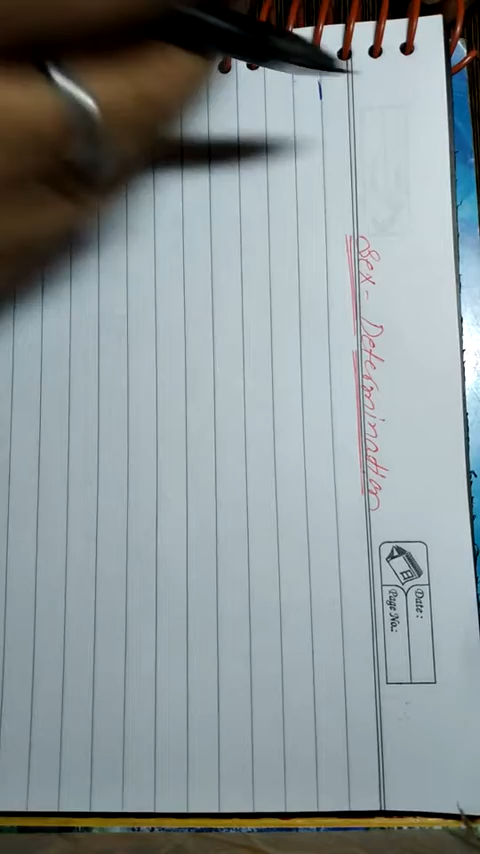 Sex - Determination
Date :
Page No.: